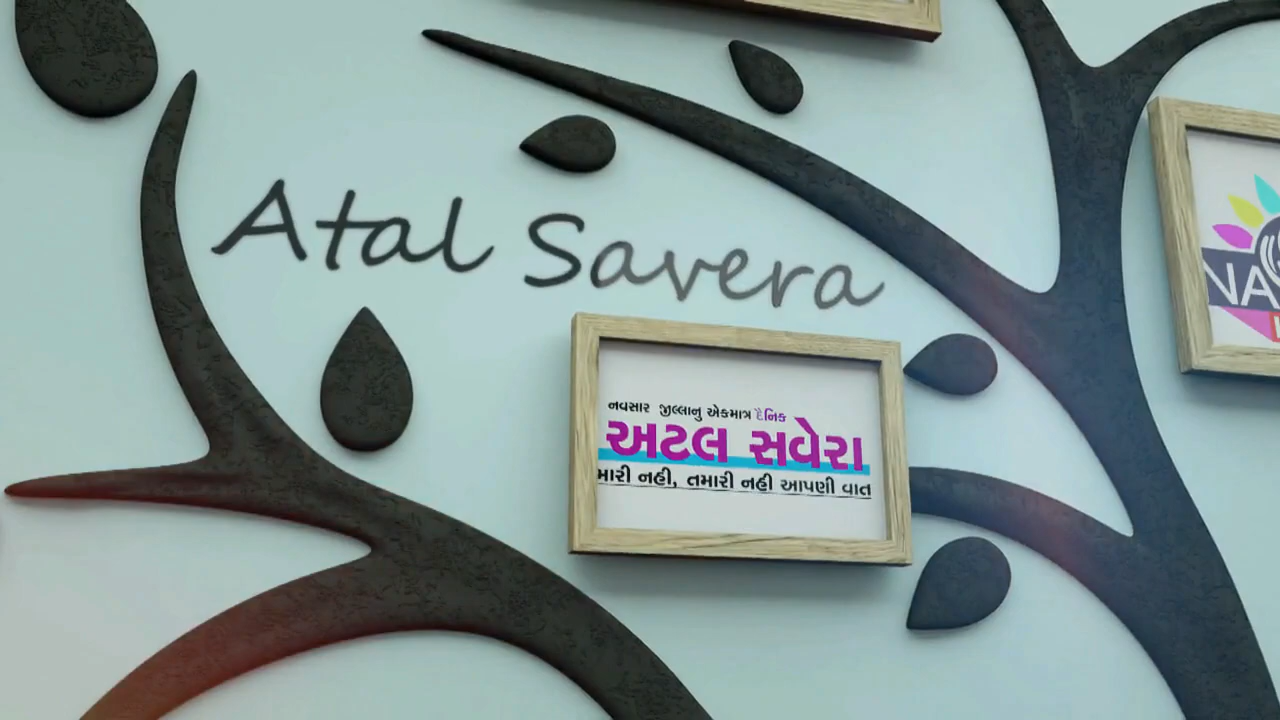 Atal Savera
નવસાર જીલ્લાનુ એકમાત્ર દૈનિક
અટલ સવેરા
મારી નહી, તમારી નહી આપણી વાત